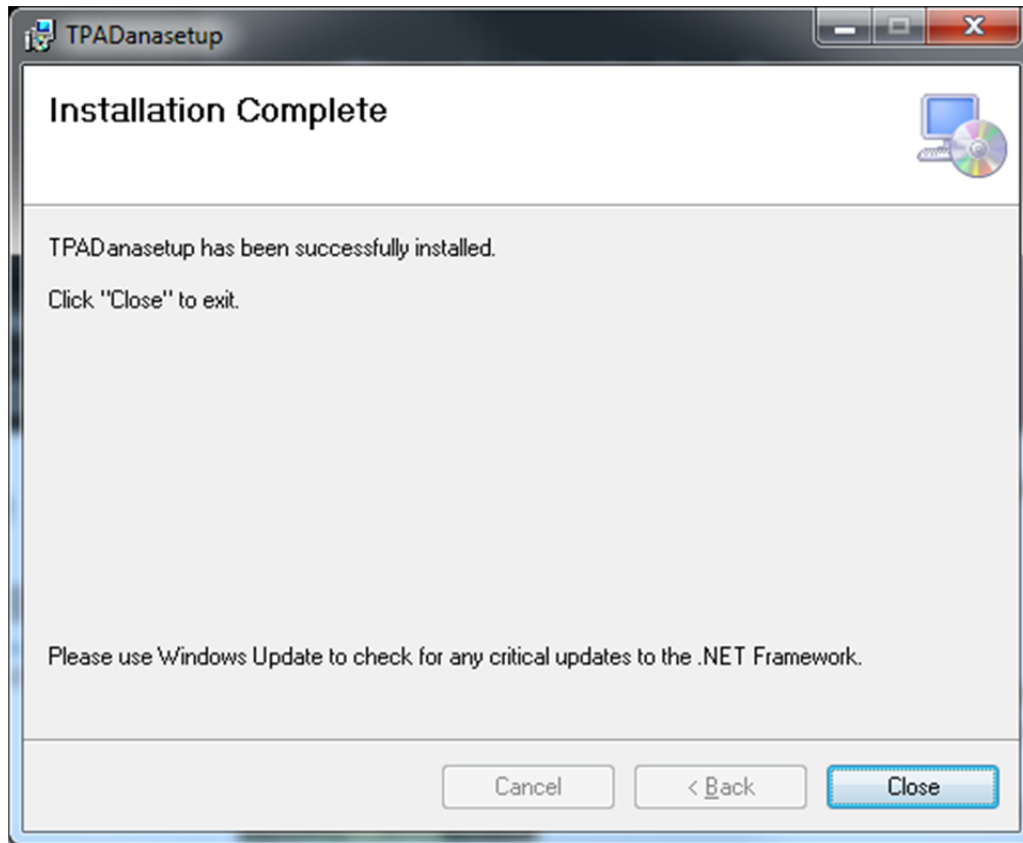 TPADanasetup
Installation Complete
TPADanasetup has been successfully installed.
Click "Close" to exit.
Please use Windows Update to check for any critical updates to the .NET Framework.
Cancel
< Back
Close